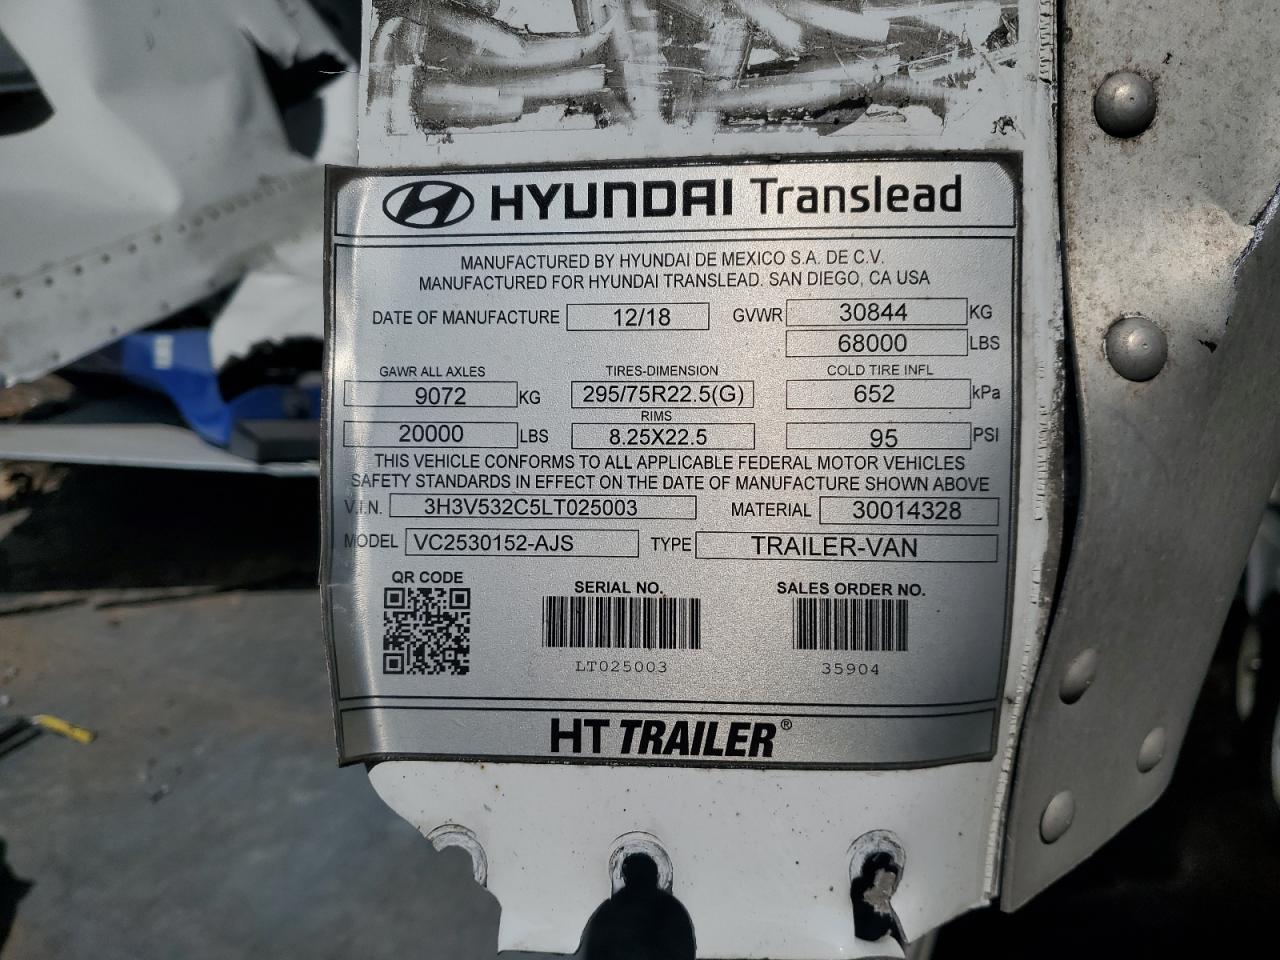 HYUNDAI Translead
MANUFACTURED BY HYUNDAI DE MEXICO S.A. DE C.V.
MANUFACTURED FOR HYUNDAI TRANSLEAD. SAN DIEGO, CA USA
DATE OF MANUFACTURE 12/18 GVWR 30844 KG
68000 LBS
GAWR ALL AXLES TIRES-DIMENSION COLD TIRE INFL
9072 KG 295/75R22.5(G) 652 kPa
RIMS
20000 LBS 8.25X22.5 95 PSI
THIS VEHICLE CONFORMS TO ALL APPLICABLE FEDERAL MOTOR VEHICLES
SAFETY STANDARDS IN EFFECT ON THE DATE OF MANUFACTURE SHOWN ABOVE
V.I.N. 3H3V532C5LT025003 MATERIAL 30014328
MODEL VC2530152-AJS TYPE TRAILER-VAN
QR CODE SERIAL NO. SALES ORDER NO.
LT025003 35904
HT TRAILER®